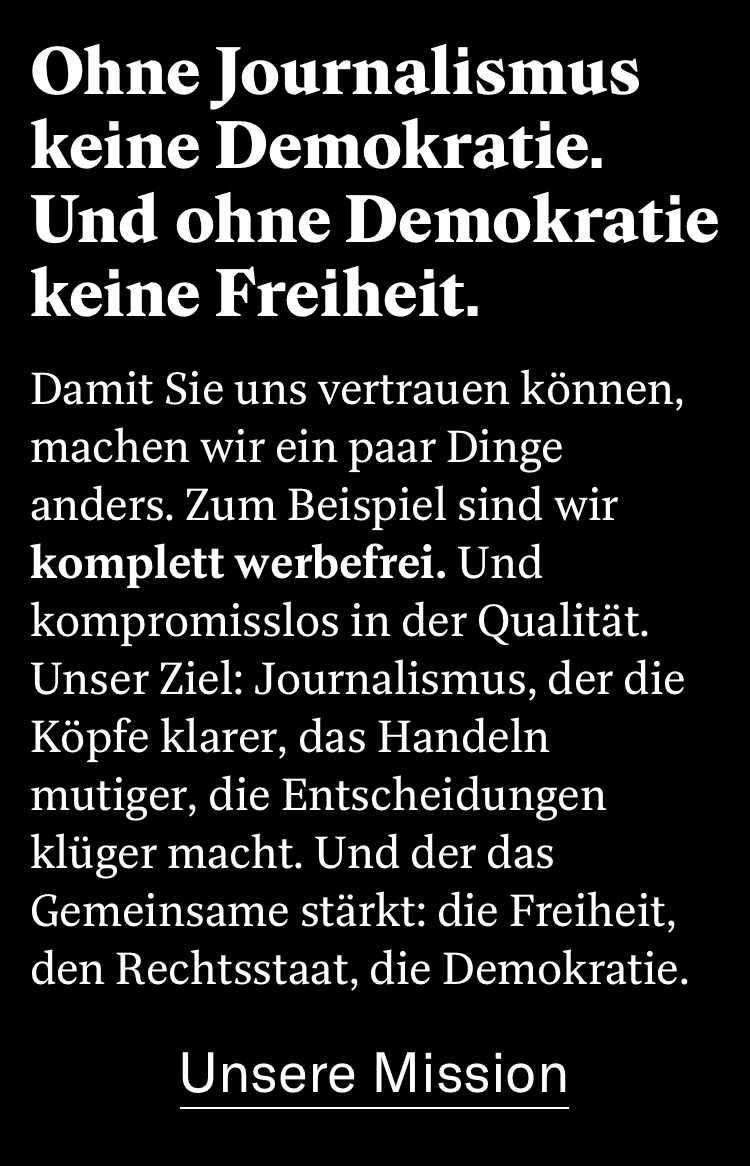 Ohne Journalismus
keine Demokratie.
Und ohne Demokratie
keine Freiheit.
Damit Sie uns vertrauen können,
machen wir ein paar Dinge
anders. Zum Beispiel sind wir
komplett werbefrei. Und
kompromisslos in der Qualität.
Unser Ziel: Journalismus, der die
Köpfe klarer, das Handeln
mutiger, die Entscheidungen
klüger macht. Und der das
Gemeinsame stärkt: die Freiheit,
den Rechtsstaat, die Demokratie.
Unsere Mission